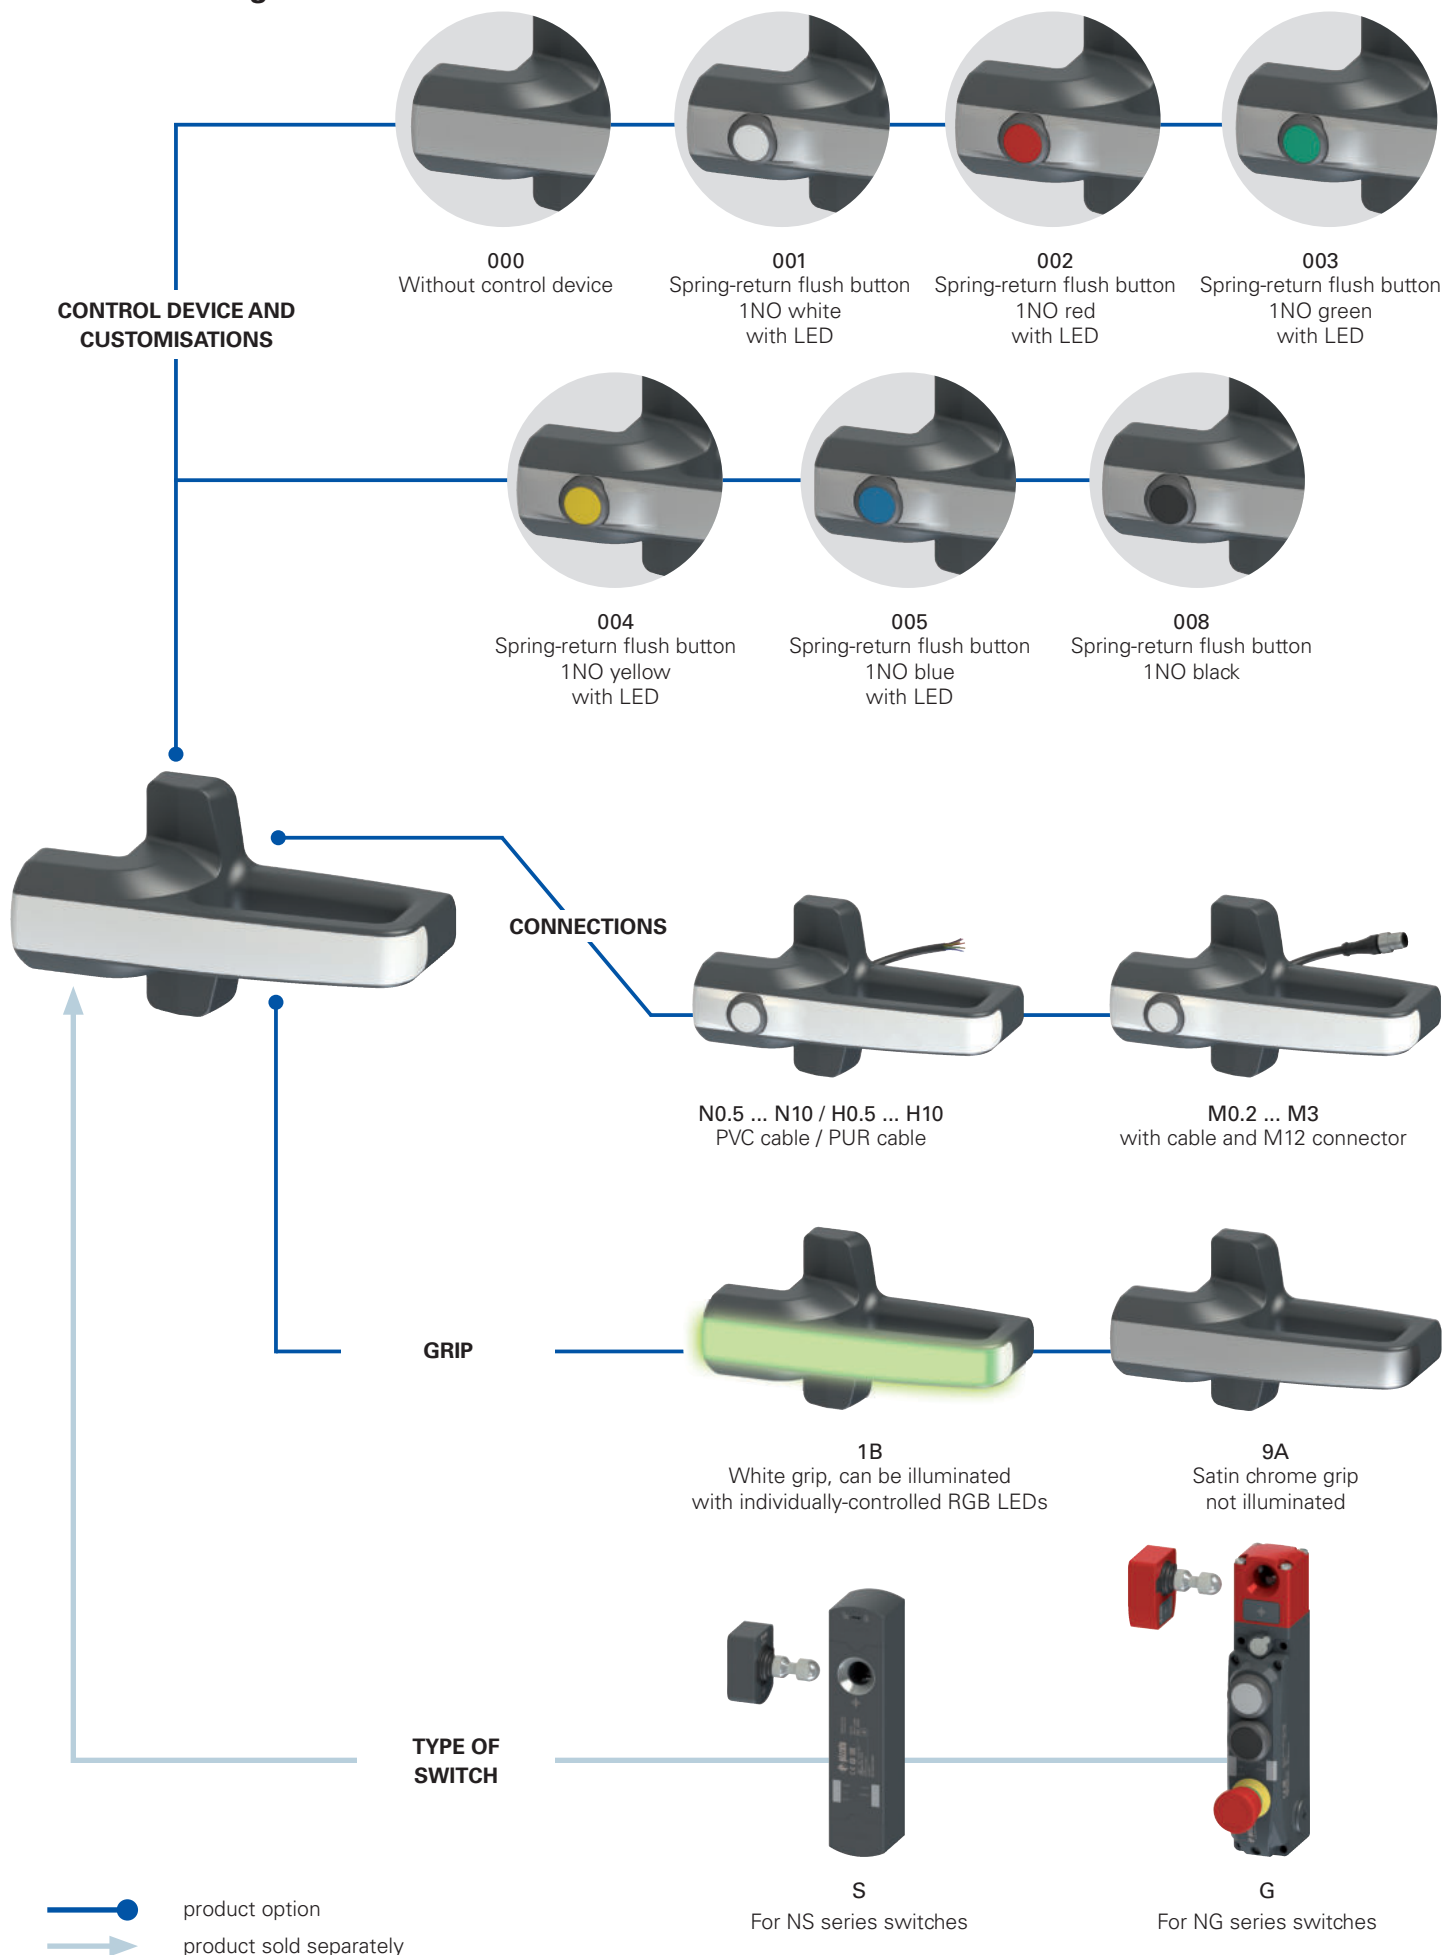 000
Without control device
001
Spring-return flush button
1NO white
with LED
002
Spring-return flush button
1NO red
with LED
003
Spring-return flush button
1NO green
with LED
CONTROL DEVICE AND
CUSTOMISATIONS
004
Spring-return flush button
1NO yellow
with LED
005
Spring-return flush button
1NO blue
with LED
008
Spring-return flush button
1NO black
CONNECTIONS
N0.5 ... N10 / H0.5 ... H10
PVC cable / PUR cable
M0.2 ... M3
with cable and M12 connector
GRIP
1B
White grip, can be illuminated
with individually-controlled RGB LEDs
9A
Satin chrome grip
not illuminated
TYPE OF
SWITCH
S
For NS series switches
G
For NG series switches
product option
product sold separately